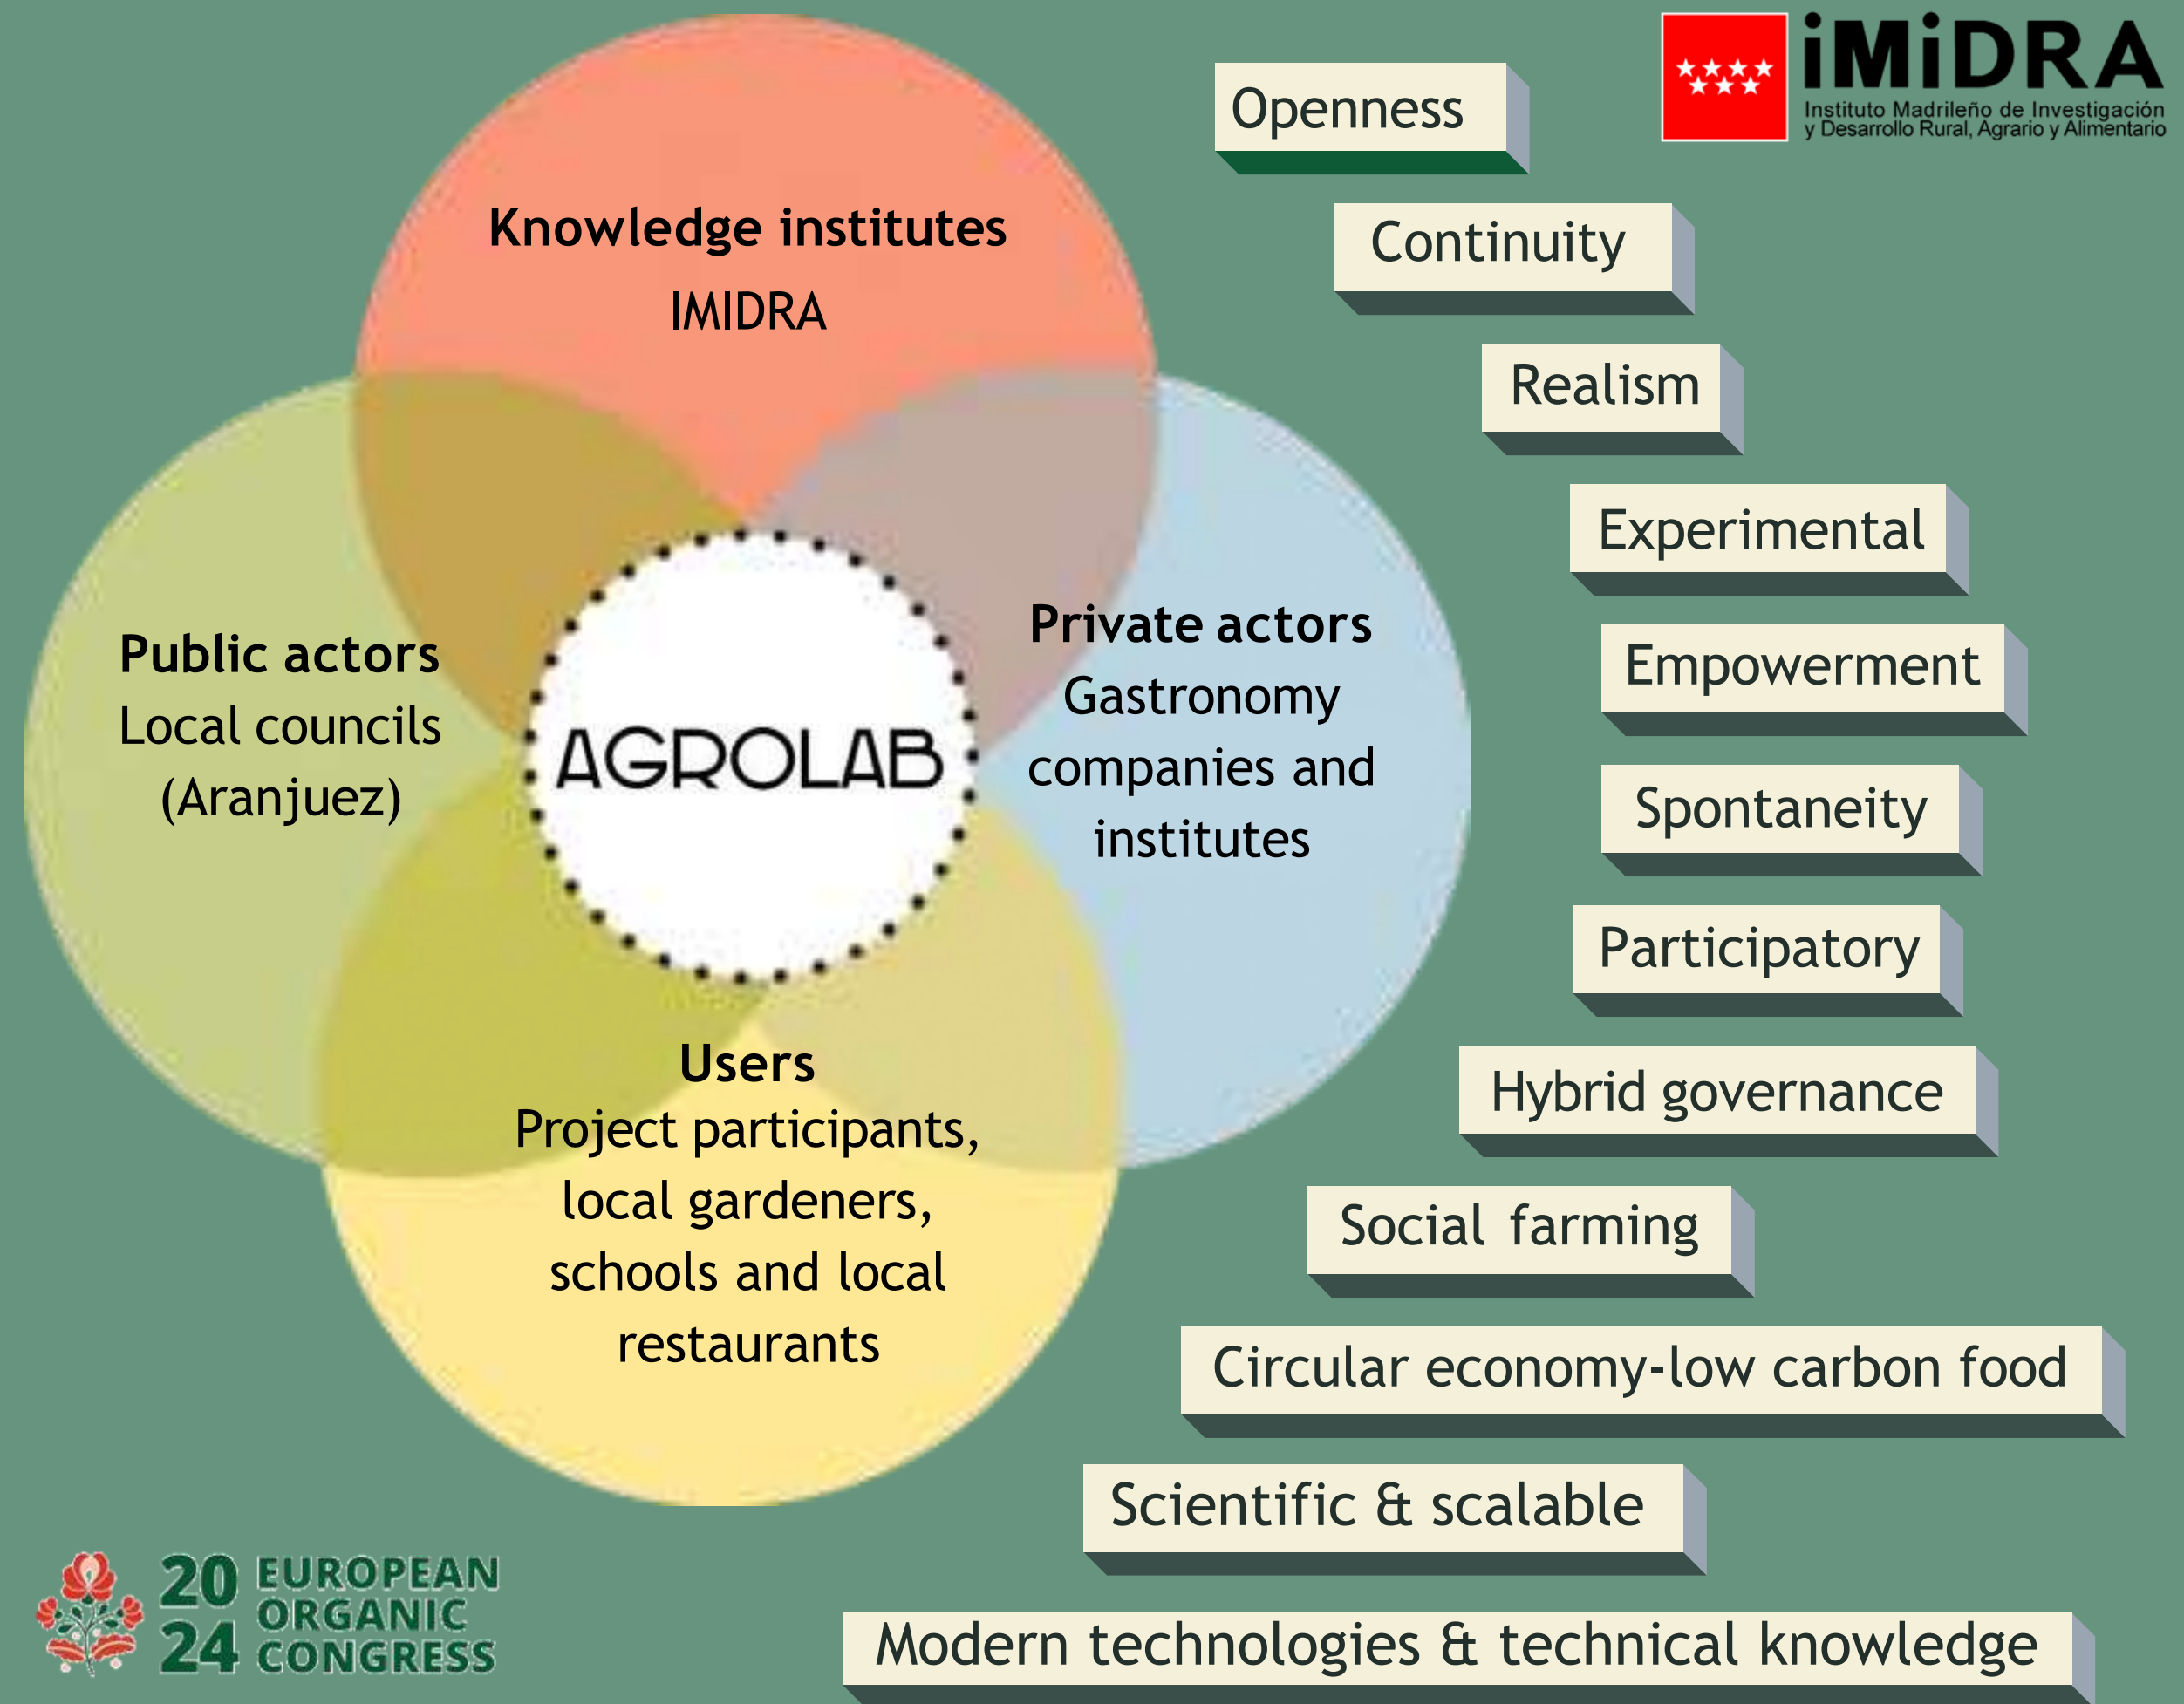 Knowledge institutes
IMIDRA
Public actors
Local councils
(Aranjuez)
AGROLAB
Private actors
Gastronomy
companies and
institutes
Users
Project participants,
local gardeners,
schools and local
restaurants
iMiDRA
Instituto Madrileño de Investigación
y Desarrollo Rural, Agrario y Alimentario
Openness
Continuity
Realism
Experimental
Empowerment
Spontaneity
Participatory
Hybrid governance
Social farming
Circular economy-low carbon food
Scientific & scalable
Modern technologies & technical knowledge
20 EUROPEAN
ORGANIC
24 CONGRESS